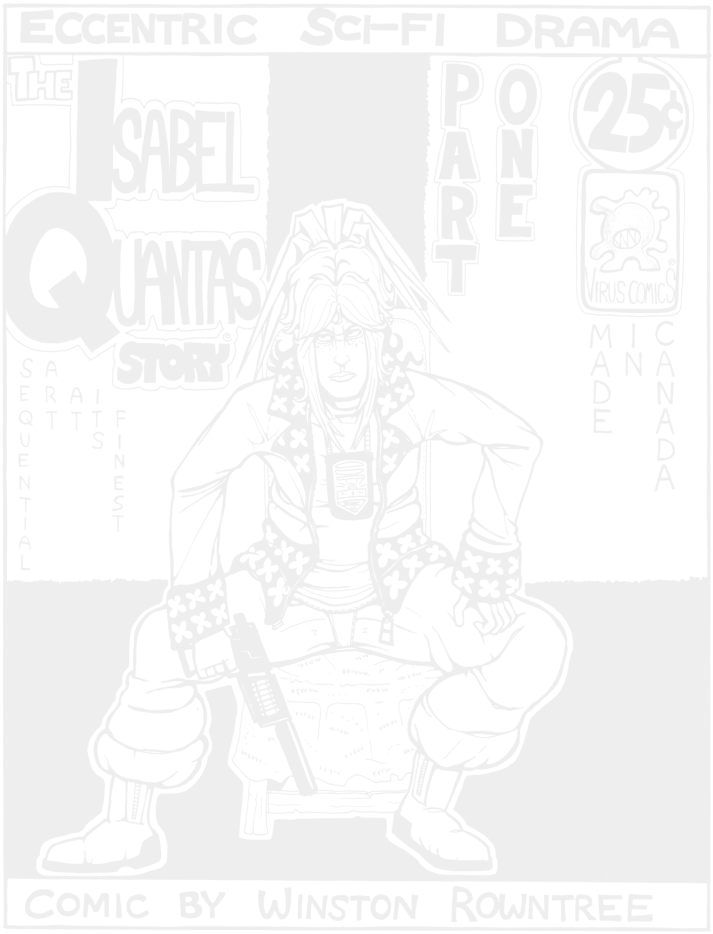 ECCENTRIC SCI-FI DRAMA
THE
ISABEL
QUANTAS
STORY®
PART
ONE
25¢
VIRUS COMICS®
MADE
IN
CANADA
SEQUENTIAL
ART
AT
ITS
FINEST
COMIC BY WINSTON ROWNTREE